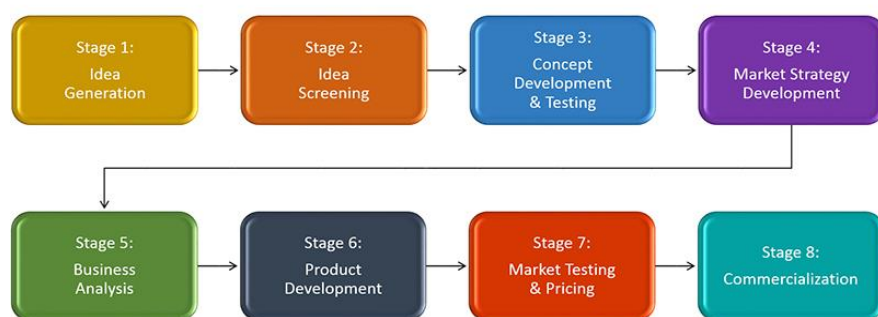 Stage 1:
Idea
Generation
Stage 2:
Idea
Screening
Stage 3:
Concept
Development
& Testing
Stage 4:
Market Strategy
Development
Stage 5:
Business
Analysis
Stage 6:
Product
Development
Stage 7:
Market Testing
& Pricing
Stage 8:
Commercialization